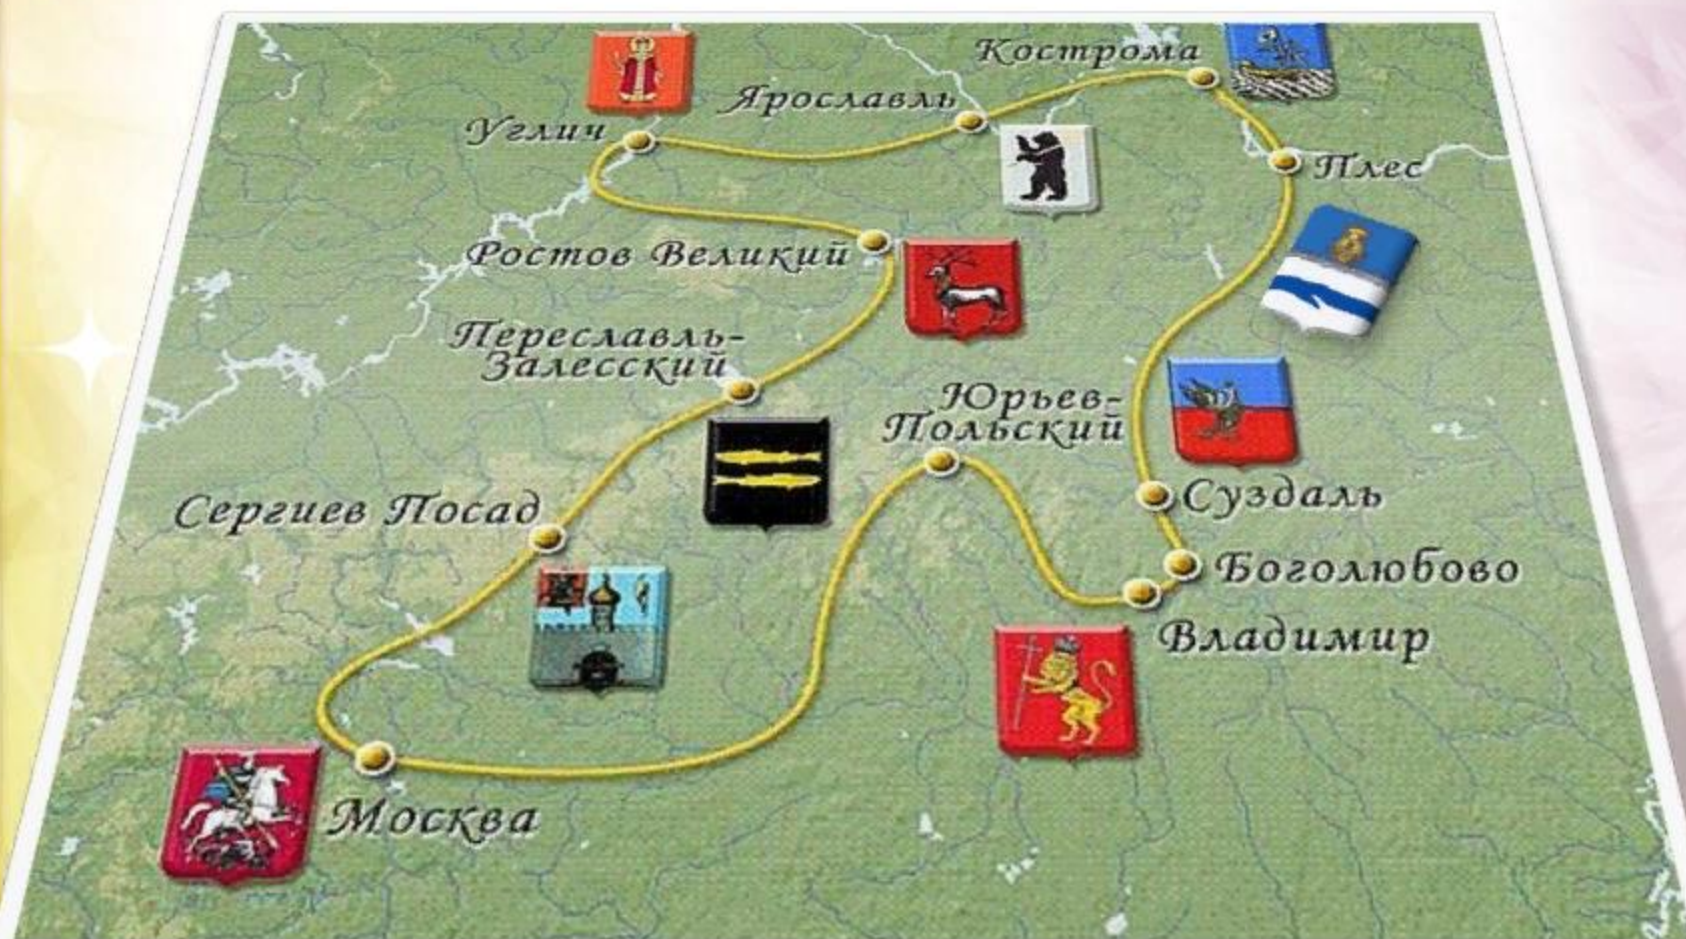 Кострома
Ярославль
Углич
Плес
Ростов Великий
Переславль-
Залесский
Юрьев-
Польский
Суздаль
Сергиев Посад
Боголюбово
Владимир
Москва